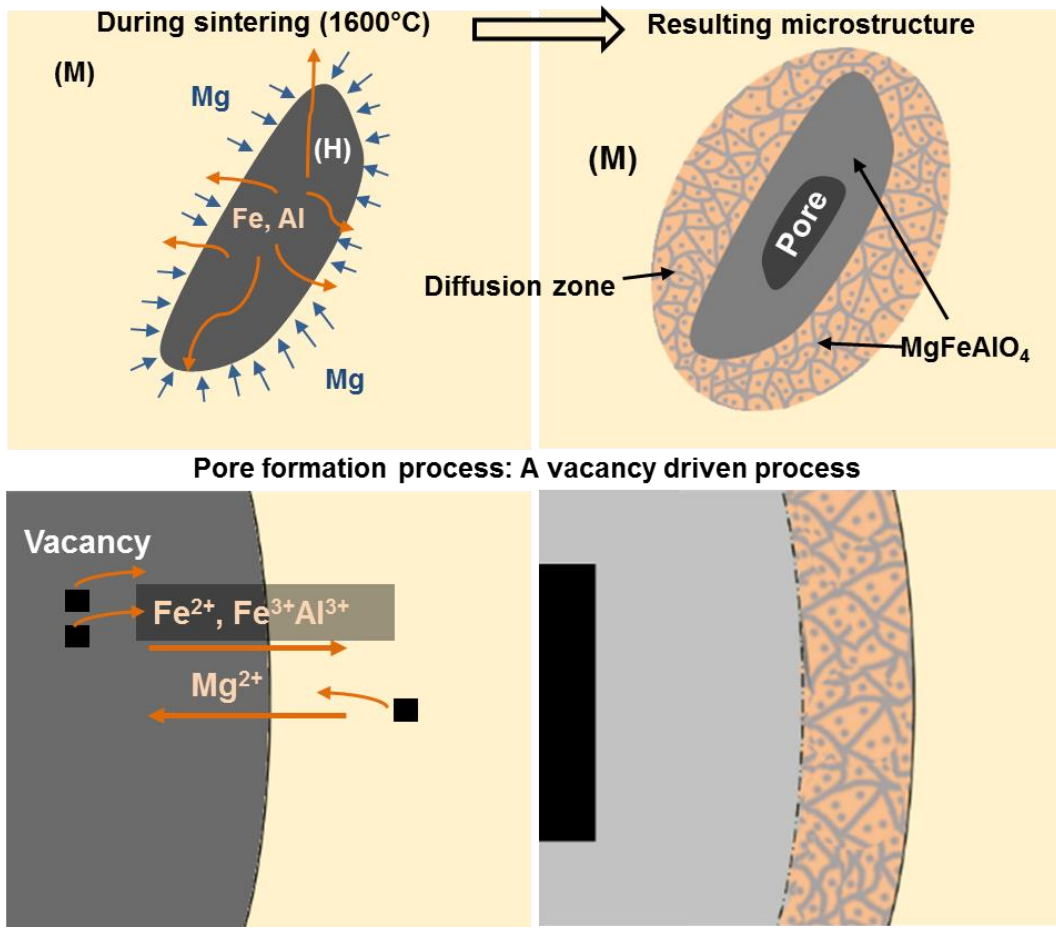 During sintering (1600°C)
Resulting microstructure
(M)
Mg
(H)
Fe, Al
Mg
(M)
Pore
Diffusion zone
MgFeAlO₄
Pore formation process: A vacancy driven process
Vacancy
Fe²⁺, Fe³⁺Al³⁺
Mg²⁺